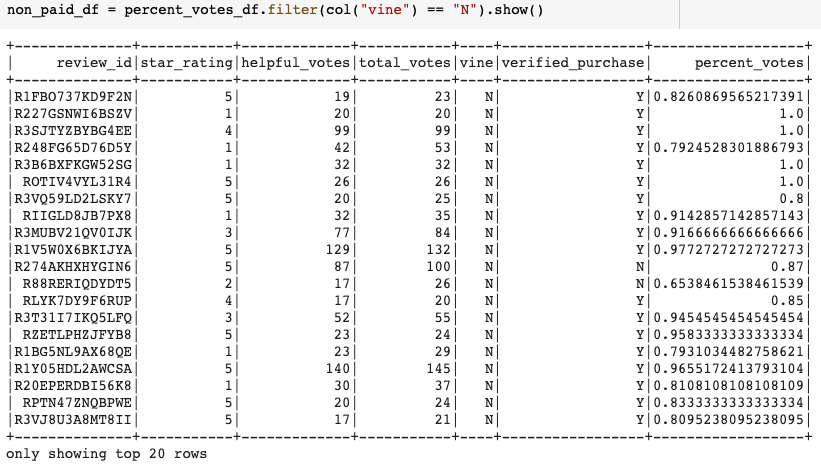 non_paid_df = percent_votes_df.filter(col("vine") == "N").show()
+--------------+-----------+-------------+-----------+----+-----------------+------------------+
|     review_id|star_rating|helpful_votes|total_votes|vine|verified_purchase|     percent_votes|
+--------------+-----------+-------------+-----------+----+-----------------+------------------+
|R1FBO737KD9F2N|          5|           19|         23|   N|                Y|0.8260869565217391|
|R227GSNWI6BSZV|          1|           20|         20|   N|                Y|               1.0|
|R3SJTYZBYBG4EE|          4|           99|         99|   N|                Y|               1.0|
|R248FG65D76D5Y|          1|           42|         53|   N|                Y|0.7924528301886793|
|R3B6BXFKGW52SG|          1|           32|         32|   N|                Y|               1.0|
| ROTIV4VYL31R4|          5|           26|         26|   N|                Y|               1.0|
|R3VQ59LD2LSKY7|          5|           20|         25|   N|                Y|               0.8|
| RIIGLD8JB7PX8|          1|           32|         35|   N|                Y|0.9142857142857143|
|R3MUBV21QV0IJK|          3|           77|         84|   N|                Y|0.9166666666666666|
|R1V5W0X6BKIJYA|          5|          129|        132|   N|                Y|0.9772727272727273|
|R274AKHXHYGIN6|          5|           87|        100|   N|                N|              0.87|
| R88RERIQDYDT5|          2|           17|         26|   N|                N|0.6538461538461539|
| RLYK7DY9F6RUP|          4|           17|         20|   N|                Y|              0.85|
|R3T31I7IKQ5LFQ|          3|           52|         55|   N|                Y|0.9454545454545454|
| RZETLPHZJFYB8|          5|           23|         24|   N|                Y|0.9583333333333334|
|R1BG5NL9AX68QE|          1|           23|         29|   N|                Y|0.7931034482758621|
|R1Y05HDL2AWCSA|          5|          140|        145|   N|                Y|0.9655172413793104|
|R20EPERDBI56K8|          1|           30|         37|   N|                Y|0.8108108108108109|
| RPTN47ZNQBPWE|          5|           20|         24|   N|                Y|0.8333333333333334|
|R3VJ8U3A8MT8II|          5|           17|         21|   N|                Y|0.8095238095238095|
+--------------+-----------+-------------+-----------+----+-----------------+------------------+
only showing top 20 rows